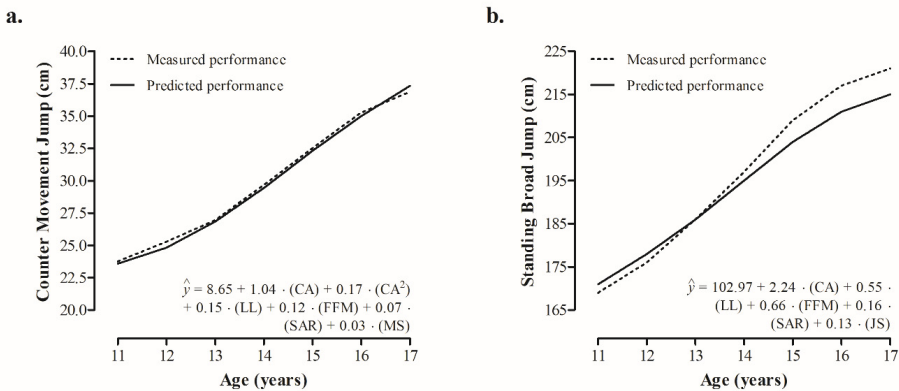 a.
Counter Movement Jump (cm)
40.0
37.5
35.0
32.5
30.0
27.5
25.0
22.5
20.0
Measured performance
Predicted performance
ŷ = 8.65 + 1.04 · (CA) + 0.17 · (CA²)
+ 0.15 · (LL) + 0.12 · (FFM) + 0.07 ·
(SAR) + 0.03 · (MS)
11 12 13 14 15 16 17
Age (years)
b.
Standing Broad Jump (cm)
225
215
205
195
185
175
165
Measured performance
Predicted performance
ŷ = 102.97 + 2.24 · (CA) + 0.55 ·
(LL) + 0.66 · (FFM) + 0.16 ·
(SAR) + 0.13 · (JS)
11 12 13 14 15 16 17
Age (years)